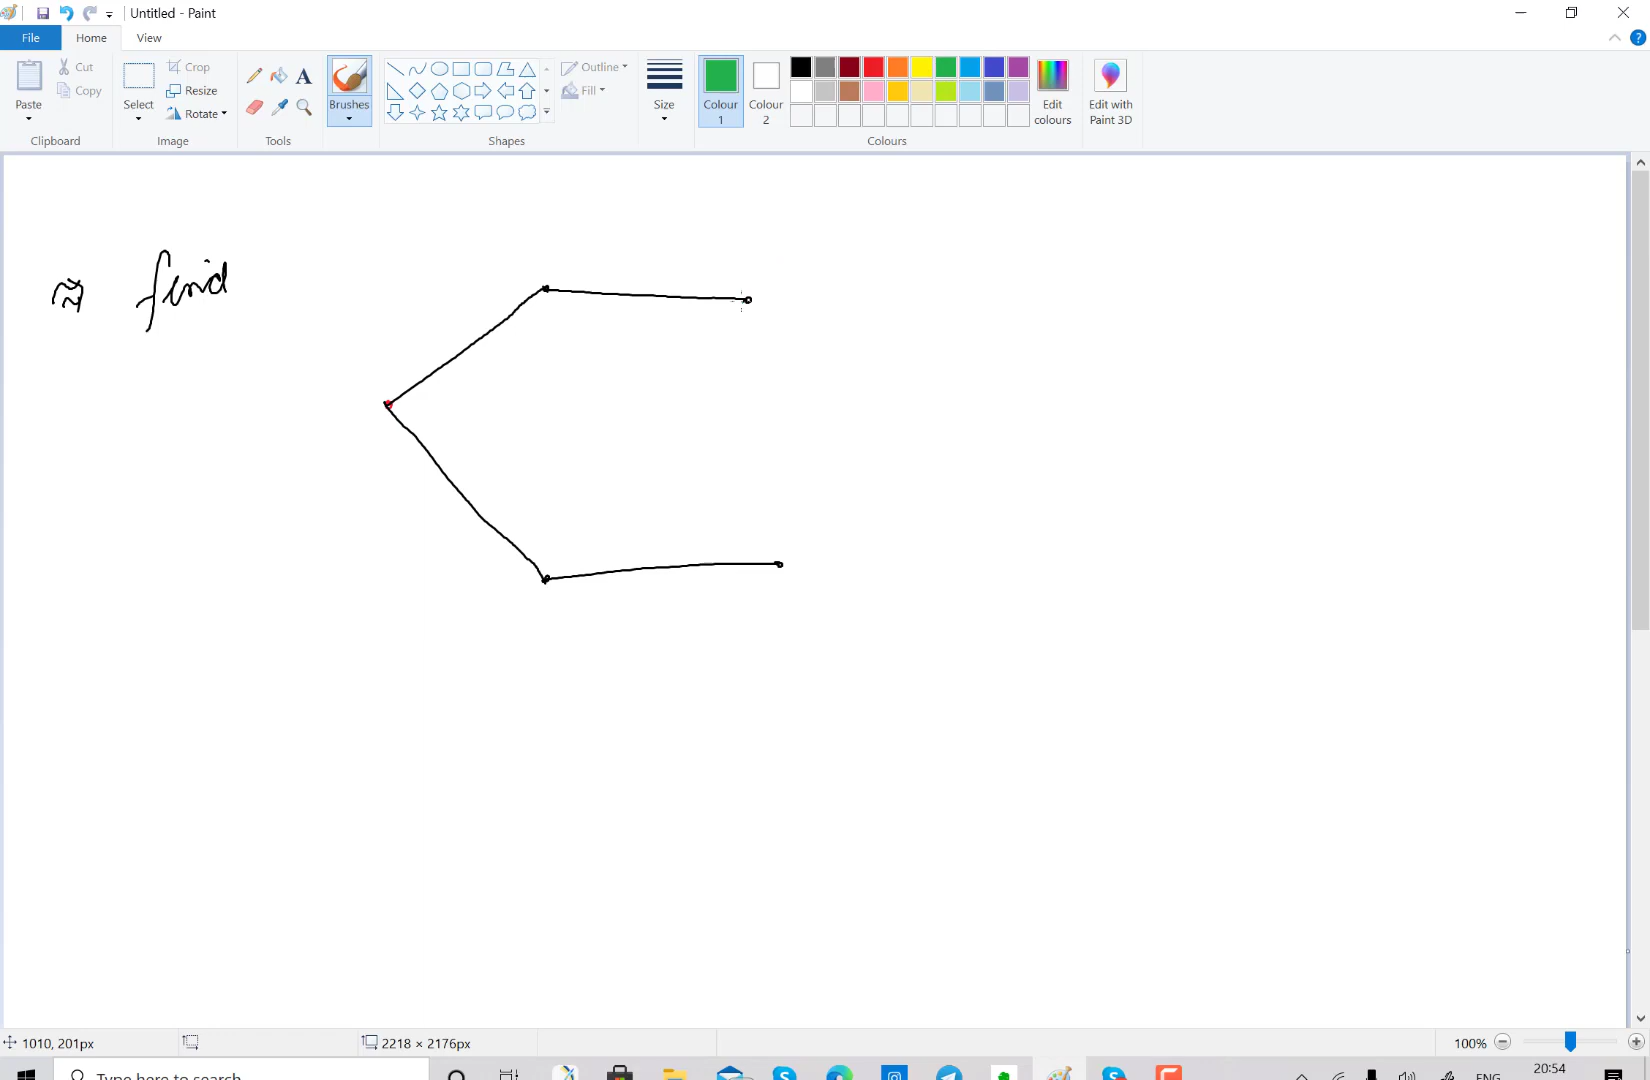 Untitled - Paint
File
Home
View
Paste
Cut
Copy
Clipboard
Select
Crop
Resize
Rotate
Image
Tools
Brushes
Shapes
Outline
Fill
Size
Colour 1
Colour 2
Colours
Edit colours
Edit with Paint 3D
find
1010, 201px
2218 × 2176px
100%
Type here to search
ENG
20:54